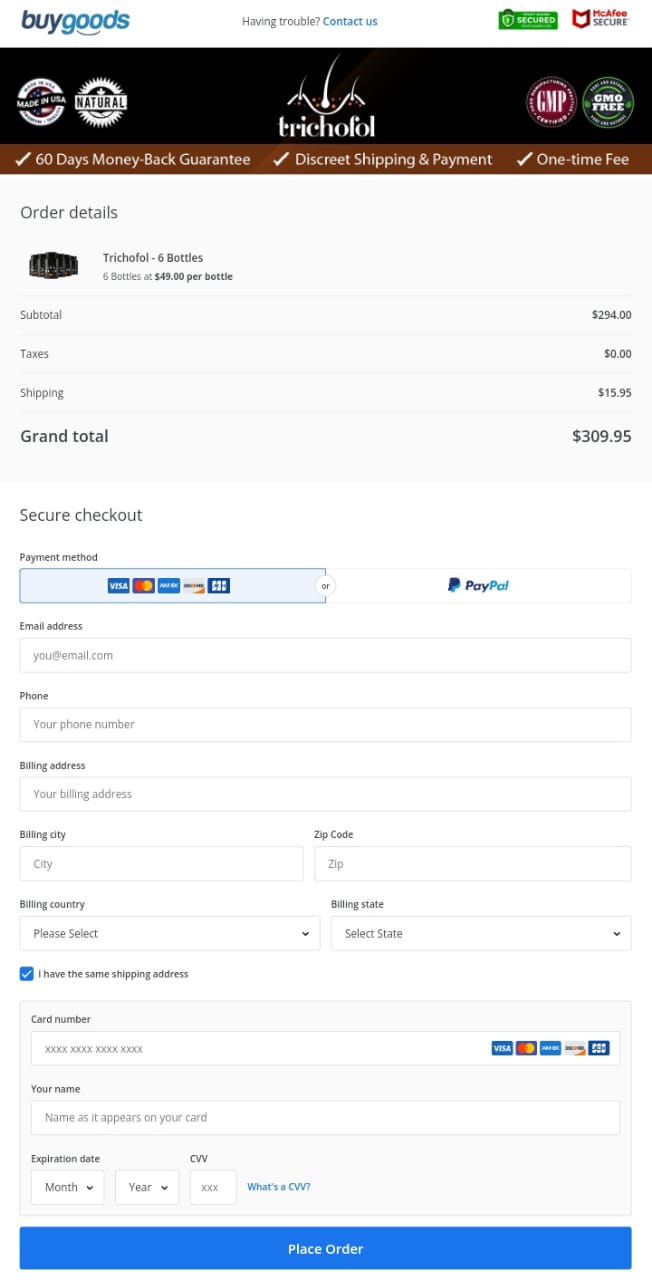 buygoods
Having trouble? Contact us
SECURED
McAfee
SECURE
MADE IN USA
NATURAL
trichofol
GMP
CERTIFIED
GMO
FREE
60 Days Money-Back Guarantee
Discreet Shipping & Payment
One-time Fee
Order details
Trichofol - 6 Bottles
6 Bottles at $49.00 per bottle
Subtotal
$294.00
Taxes
$0.00
Shipping
$15.95
Grand total
$309.95
Secure checkout
Payment method
VISA
AMEX
DISCOVER
JCB
or
PayPal
Email address
you@email.com
Phone
Your phone number
Billing address
Your billing address
Billing city
Zip Code
City
Zip
Billing country
Billing state
Please Select
Select State
I have the same shipping address
Card number
xxxx xxxx xxxx xxxx
VISA
AMEX
DISCOVER
JCB
Your name
Name as it appears on your card
Expiration date
CVV
Month
Year
xxx
What's a CVV?
Place Order